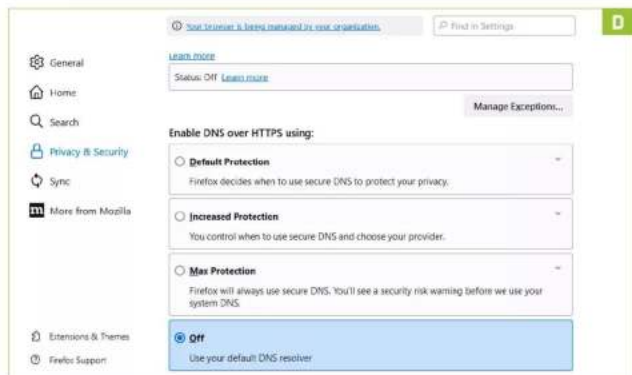 Your browser is being managed by your organization.
Find in Settings
D
Learn more
General
Status: Off Learn more
Home
Manage Exceptions...
Search
Enable DNS over HTTPS using:
Privacy & Security
Default Protection
Firefox decides when to use secure DNS to protect your privacy.
Sync
More from Mozilla
Increased Protection
You control when to use secure DNS and choose your provider.
Max Protection
Firefox will always use secure DNS. You'll see a security risk warning before we use your
system DNS.
Extensions & Themes
Off
Use your default DNS resolver
Firefox Support